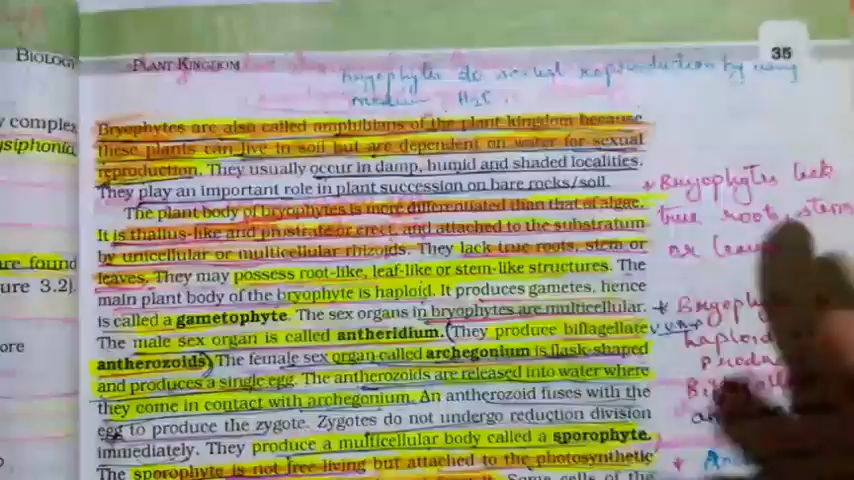 BIOLOGY
PLANT KINGDOM
35
bryophytes do sexual reproduction by using
medium H₂O
y complex
ysiphonia,
are found
ure 3.2).
ore
Bryophytes are also called amphibians of the plant kingdom because
these plants can live in soil but are dependent on water for sexual
reproduction. They usually occur in damp, humid and shaded localities.
They play an important role in plant succession on bare rocks/soil.
The plant body of bryophytes is more differentiated than that of algae.
It is thallus-like and prostrate or erect, and attached to the substratum
by unicellular or multicellular rhizoids. They lack true roots, stem or
leaves. They may possess root-like, leaf-like or stem-like structures. The
main plant body of the bryophyte is haploid. It produces gametes, hence
is called a gametophyte. The sex organs in bryophytes are multicellular.
The male sex organ is called antheridium. They produce biflagellate
antherozoids. The female sex organ called archegonium is flask-shaped
and produces a single egg. The antherozoids are released into water where
they come in contact with archegonium. An antherozoid fuses with the
egg to produce the zygote. Zygotes do not undergo reduction division
immediately. They produce a multicellular body called a sporophyte.
The sporophyte is not free living but attached to the photosynthetic
Some cells of the
* Bryophytes lack
true roots, stem
or leav
* Bryophy
haploid
Produ